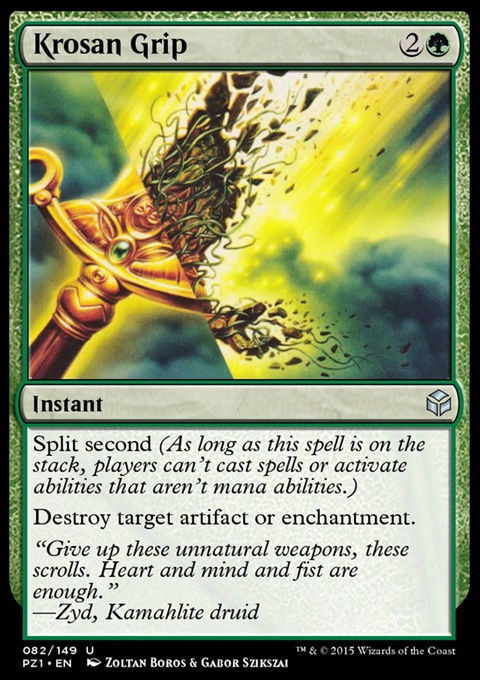 Krosan Grip 2
Instant
Split second (As long as this spell is on the
stack, players can't cast spells or activate
abilities that aren't mana abilities.)
Destroy target artifact or enchantment.
“Give up these unnatural weapons, these
scrolls. Heart and mind and fist are
enough.”
—Zyd, Kamahlite druid
082/149 U
PZ1 • EN Zoltan Boros & Gabor Szikszai
™ & © 2015 Wizards of the Coast